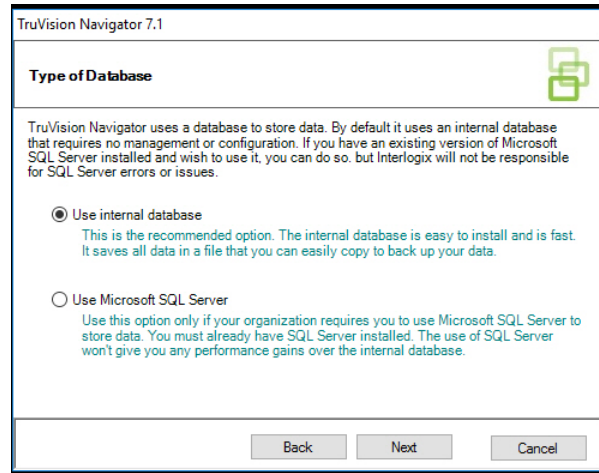 TruVision Navigator 7.1
Type of Database
TruVision Navigator uses a database to store data. By default it uses an internal database
that requires no management or configuration. If you have an existing version of Microsoft
SQL Server installed and wish to use it, you can do so. but Interlogix will not be responsible
for SQL Server errors or issues.
Use internal database
This is the recommended option. The internal database is easy to install and is fast.
It saves all data in a file that you can easily copy to back up your data.
Use Microsoft SQL Server
Use this option only if your organization requires you to use Microsoft SQL Server to
store data. You must already have SQL Server installed. The use of SQL Server
won't give you any performance gains over the internal database.
Back Next Cancel